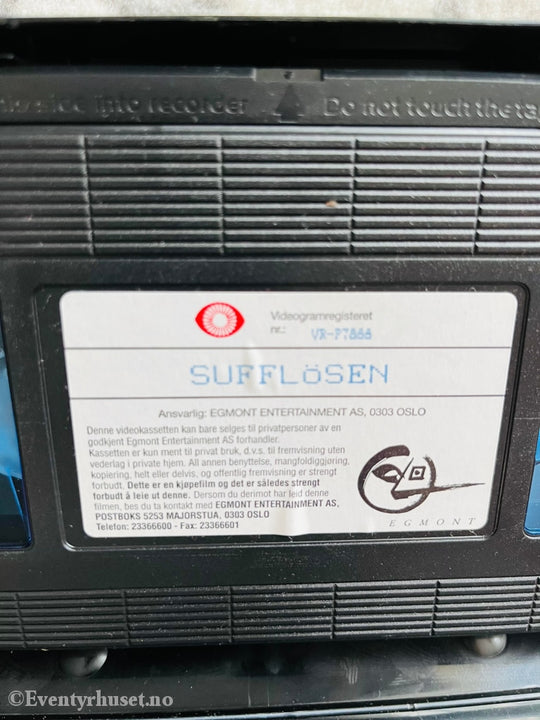 into recorder Do not touch the
Videogramregisteret
nr.: VR-P7888
SUFFLöSEN
Ansvarlig: EGMONT ENTERTAINMENT AS, 0303 OSLO
Denne videokassetten kan bare selges til privatpersoner av en
godkjent Egmont Entertainment AS forhandler.
Kassetten er kun ment til privat bruk, d.v.s. til fremvisning uten
vederlag i private hjem. All annen benyttelse, mangfoldiggjøring,
kopiering, helt eller delvis, og offentlig fremvisning er strengt
forbudt. Dette er en kjøpefilm og det er således strengt
forbudt å leie ut denne. Dersom du derimot har leid denne
filmen, bes du ta kontakt med EGMONT ENTERTAINMENT AS,
POSTBOKS 5253 MAJORSTUA, 0303 OSLO
Telefon: 23366600 - Fax: 23366601
EGMONT
©Eventyrhuset.no